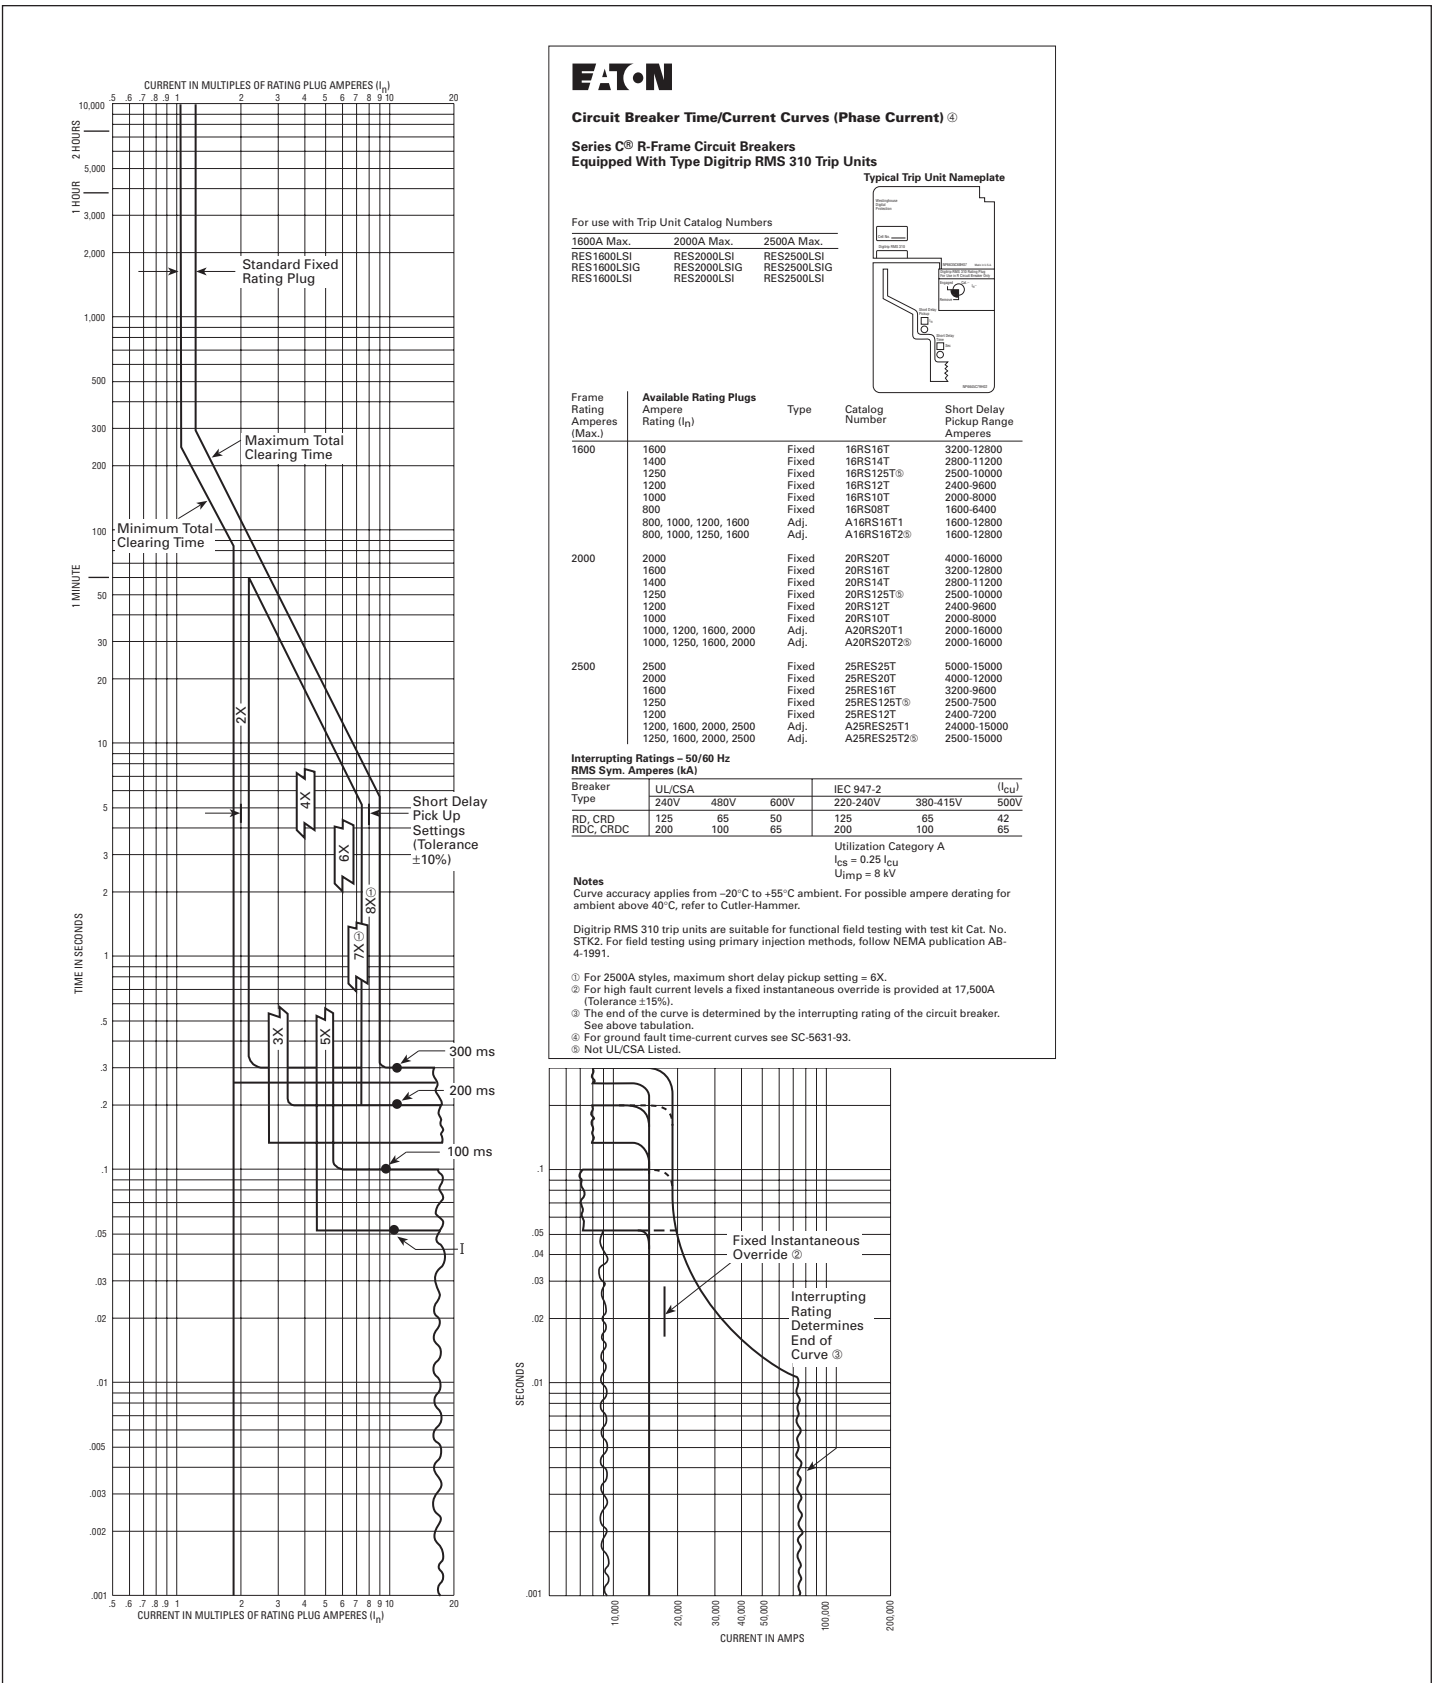 CURRENT IN MULTIPLES OF RATING PLUG AMPERES (In)
.5 .6 .7 .8 .9 1 2 3 4 5 6 7 8 9 10 20
10,000
5,000
3,000
2,000
1,000
500
300
200
100
50
30
20
10
5
3
2
1
.5
.3
.2
.1
.05
.03
.02
.01
.005
.003
.002
.001
2 HOURS
1 HOUR
1 MINUTE
TIME IN SECONDS
Standard Fixed
Rating Plug
Maximum Total
Clearing Time
Minimum Total
Clearing Time
2X
4X
6X
8X①
7X①
3X
5X
Short Delay
Pick Up
Settings
(Tolerance
±10%)
300 ms
200 ms
100 ms
I
.5 .6 .7 .8 .9 1 2 3 4 5 6 7 8 9 10 20
CURRENT IN MULTIPLES OF RATING PLUG AMPERES (In)
EATON
Circuit Breaker Time/Current Curves (Phase Current) ④
Series C® R-Frame Circuit Breakers
Equipped With Type Digitrip RMS 310 Trip Units
Typical Trip Unit Nameplate
For use with Trip Unit Catalog Numbers
1600A Max. 2000A Max. 2500A Max.
RES1600LSI RES2000LSI RES2500LSI
RES1600LSIG RES2000LSIG RES2500LSIG
RES1600LSI RES2000LSI RES2500LSI
Westinghouse
Digital
Protection
Digitrip RMS 310
Digitrip RMS 310 Rating Plug
Short Delay
Pickup
Short Delay
Time
Frame
Rating
Amperes
(Max.)
Available Rating Plugs
Ampere
Rating (In)
Type
Catalog
Number
Short Delay
Pickup Range
Amperes
1600 1600 Fixed 16RS16T 3200-12800
1400 Fixed 16RS14T 2800-11200
1250 Fixed 16RS125T⑤ 2500-10000
1200 Fixed 16RS12T 2400-9600
1000 Fixed 16RS10T 2000-8000
800 Fixed 16RS08T 1600-6400
800, 1000, 1200, 1600 Adj. A16RS16T1 1600-12800
800, 1000, 1250, 1600 Adj. A16RS16T2⑤ 1600-12800
2000 2000 Fixed 20RS20T 4000-16000
1600 Fixed 20RS16T 3200-12800
1400 Fixed 20RS14T 2800-11200
1250 Fixed 20RS125T⑤ 2500-10000
1200 Fixed 20RS12T 2400-9600
1000 Fixed 20RS10T 2000-8000
1000, 1200, 1600, 2000 Adj. A20RS20T1 2000-16000
1000, 1250, 1600, 2000 Adj. A20RS20T2⑤ 2000-16000
2500 2500 Fixed 25RES25T 5000-15000
2000 Fixed 25RES20T 4000-12000
1600 Fixed 25RES16T 3200-9600
1250 Fixed 25RES125T⑤ 2500-7500
1200 Fixed 25RES12T 2400-7200
1200, 1600, 2000, 2500 Adj. A25RES25T1 24000-15000
1250, 1600, 2000, 2500 Adj. A25RES25T2⑤ 2500-15000
Interrupting Ratings – 50/60 Hz
RMS Sym. Amperes (kA)
Breaker
Type
UL/CSA IEC 947-2 (Icu)
240V 480V 600V 220-240V 380-415V 500V
RD, CRD 125 65 50 125 65 42
RDC, CRDC 200 100 65 200 100 65
Utilization Category A
Ics = 0.25 Icu
Uimp = 8 kV
Notes
Curve accuracy applies from –20°C to +55°C ambient. For possible ampere derating for
ambient above 40°C, refer to Cutler-Hammer.
Digitrip RMS 310 trip units are suitable for functional field testing with test kit Cat. No.
STK2. For field testing using primary injection methods, follow NEMA publication AB-
4-1991.
① For 2500A styles, maximum short delay pickup setting = 6X.
② For high fault current levels a fixed instantaneous override is provided at 17,500A
(Tolerance ±15%).
③ The end of the curve is determined by the interrupting rating of the circuit breaker.
See above tabulation.
④ For ground fault time-current curves see SC-5631-93.
⑤ Not UL/CSA Listed.
.1
.05
.04
.03
.02
.01
.001
SECONDS
Fixed Instantaneous
Override ②
Interrupting
Rating
Determines
End of
Curve ③
10,000
20,000
30,000
40,000
50,000
100,000
200,000
CURRENT IN AMPS